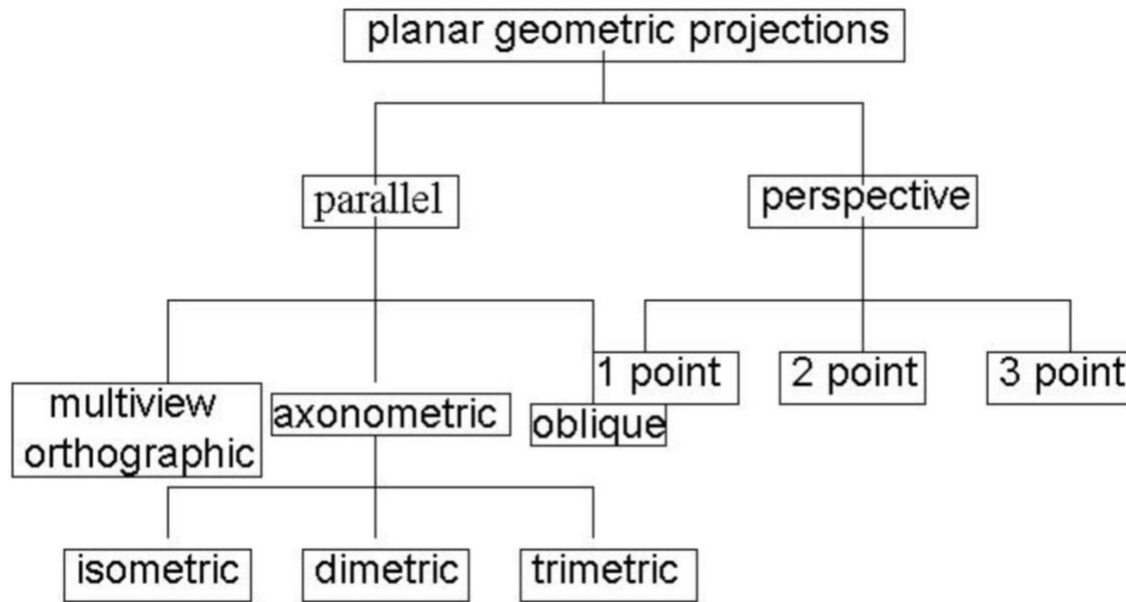 planar geometric projections
parallel
perspective
1 point
2 point
3 point
multiview
orthographic
axonometric
oblique
isometric
dimetric
trimetric